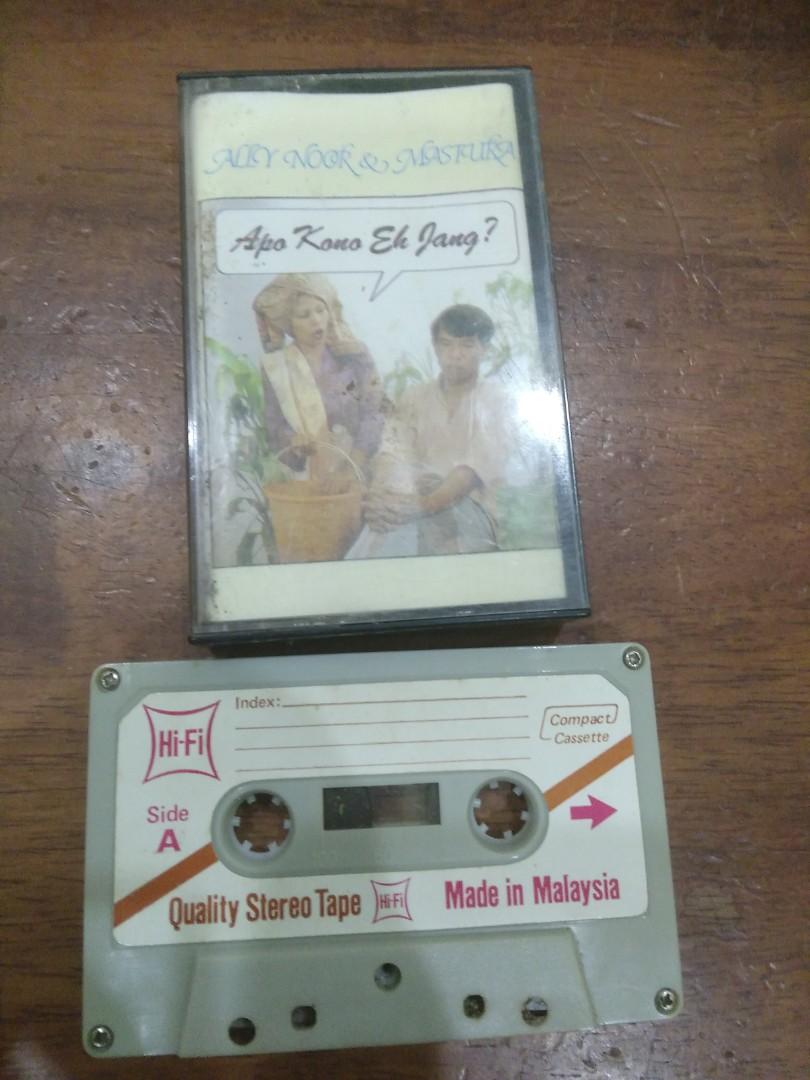 ALLY NOOR & MASTURA
Apo Kono Eh Jang?
Hi-Fi
Index:
Compact
Cassette
Side
A
Quality Stereo Tape
Hi-Fi
Made in Malaysia